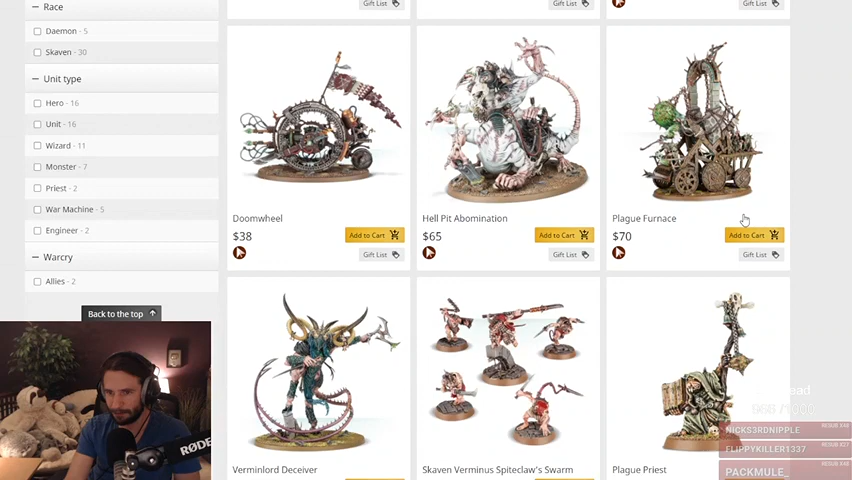 Race
Daemon - 5
Skaven - 30
Unit type
Hero - 16
Unit - 16
Wizard - 11
Monster - 7
Priest - 2
War Machine - 5
Engineer - 2
Warcry
Allies - 2
Back to the top
Gift List
Gift List
Gift List
Doomwheel
$38
Add to Cart
Gift List
Hell Pit Abomination
$65
Add to Cart
Gift List
Plague Furnace
$70
Add to Cart
Gift List
Verminlord Deceiver
Skaven Verminus Spiteclaw's Swarm
Plague Priest
RØDE
NICKS3RDNIPPLE
FLIPPYKILLER1337
PACKMULE_